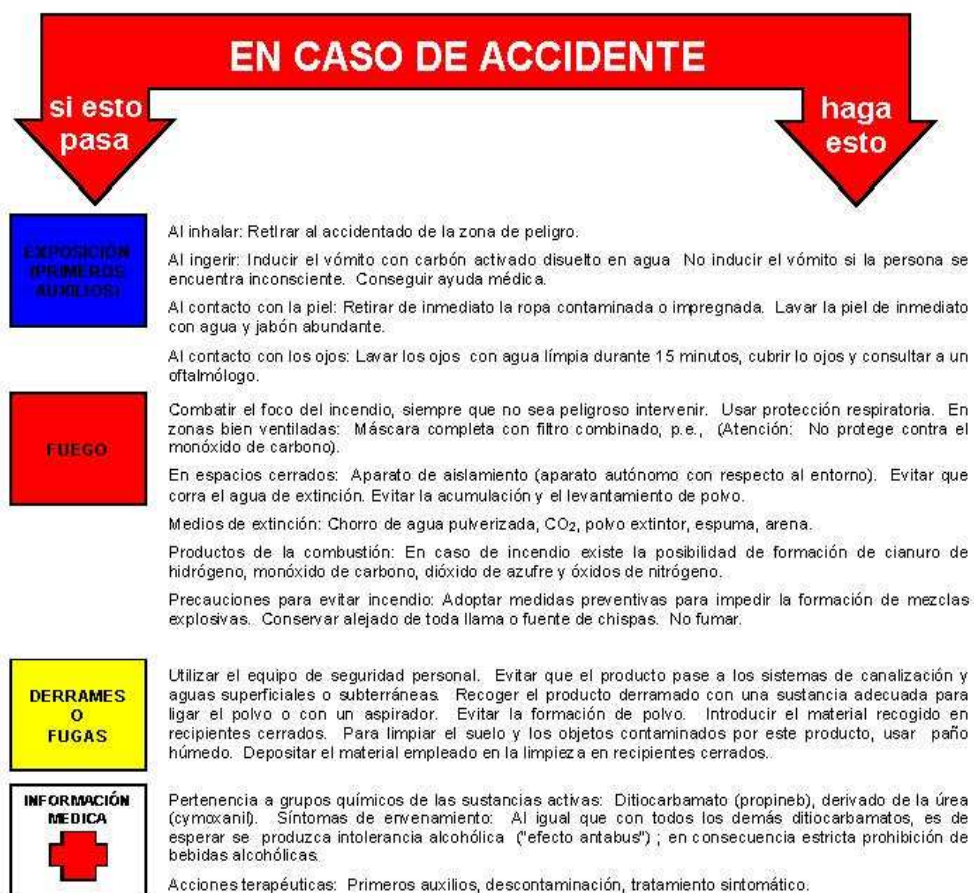 EN CASO DE ACCIDENTE
si esto
pasa
haga
esto
EXPOSICIÓN
(PRIMEROS
AUXILIOS)
Al inhalar: Retirar al accidentado de la zona de peligro.
Al ingerir: Inducir el vómito con carbón activado disuelto en agua No inducir el vómito si la persona se
encuentra inconsciente. Conseguir ayuda médica.
Al contacto con la piel: Retirar de inmediato la ropa contaminada o impregnada. Lavar la piel de inmediato
con agua y jabón abundante.
Al contacto con los ojos: Lavar los ojos con agua límpia durante 15 minutos, cubrir lo ojos y consultar a un
oftalmólogo.
FUEGO
Combatir el foco del incendio, siempre que no sea peligroso intervenir. Usar protección respiratoria. En
zonas bien ventiladas: Máscara completa con filtro combinado, p.e., (Atención: No protege contra el
monóxido de carbono).
En espacios cerrados: Aparato de aislamiento (aparato autónomo con respecto al entorno). Evitar que
corra el agua de extinción. Evitar la acumulación y el levantamiento de polvo.
Medios de extinción: Chorro de agua pulverizada, CO₂, polvo extintor, espuma, arena.
Productos de la combustión: En caso de incendio existe la posibilidad de formación de cianuro de
hidrógeno, monóxido de carbono, dióxido de azufre y óxidos de nitrógeno.
Precauciones para evitar incendio: Adoptar medidas preventivas para impedir la formación de mezclas
explosivas. Conservar alejado de toda llama o fuente de chispas. No fumar.
DERRAMES
O
FUGAS
Utilizar el equipo de seguridad personal. Evitar que el producto pase a los sistemas de canalización y
aguas superficiales o subterráneas. Recoger el producto derramado con una sustancia adecuada para
ligar el polvo o con un aspirador. Evitar la formación de polvo. Introducir el material recogido en
recipientes cerrados. Para limpiar el suelo y los objetos contaminados por este producto, usar paño
húmedo. Depositar el material empleado en la limpieza en recipientes cerrados..
INFORMACIÓN
MEDICA
Pertenencia a grupos químicos de las sustancias activas: Ditiocarbamato (propineb), derivado de la úrea
(cymoxanil). Síntomas de envenamiento: Al igual que con todos los demás ditiocarbamatos, es de
esperar se produzca intolerancia alcohólica ("efecto antabus") ; en consecuencia estricta prohibición de
bebidas alcohólicas.
Acciones terapéuticas: Primeros auxilios, descontaminación, tratamiento sintomático.